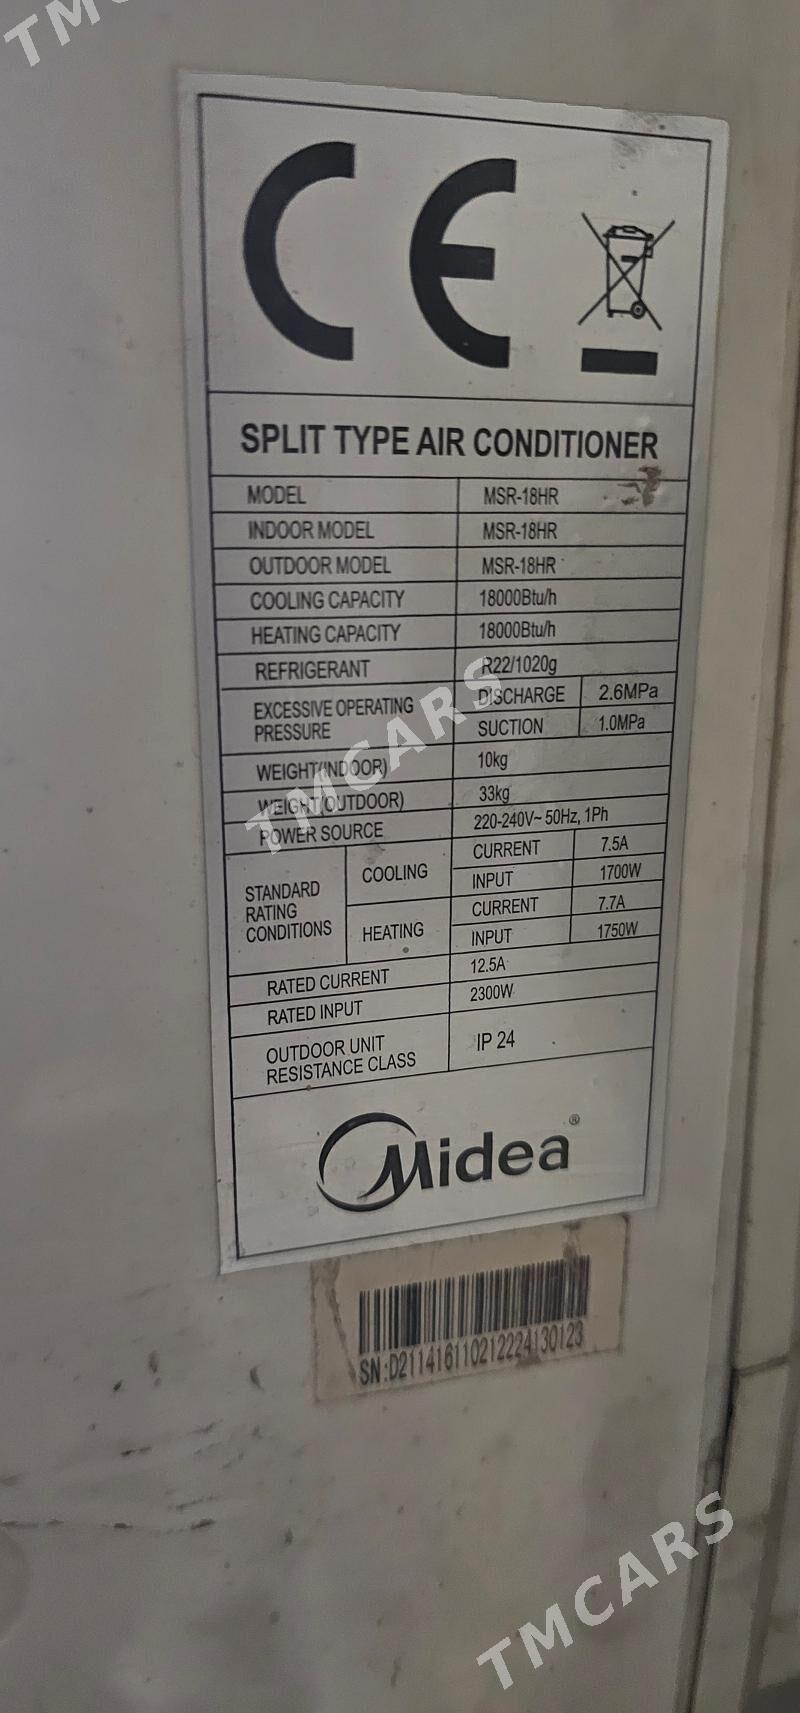 TMCARS
CE
SPLIT TYPE AIR CONDITIONER
MODEL MSR-18HR
INDOOR MODEL MSR-18HR
OUTDOOR MODEL MSR-18HR
COOLING CAPACITY 18000Btu/h
HEATING CAPACITY 18000Btu/h
REFRIGERANT R22/1020g
EXCESSIVE OPERATING PRESSURE DISCHARGE 2.6MPa
SUCTION 1.0MPa
WEIGHT(INDOOR) 10kg
WEIGHT(OUTDOOR) 33kg
POWER SOURCE 220-240V~ 50Hz, 1Ph
STANDARD RATING CONDITIONS COOLING CURRENT 7.5A
INPUT 1700W
HEATING CURRENT 7.7A
INPUT 1750W
RATED CURRENT 12.5A
RATED INPUT 2300W
OUTDOOR UNIT RESISTANCE CLASS IP 24
Midea®
SN:D211416110212224130123
TMCARS